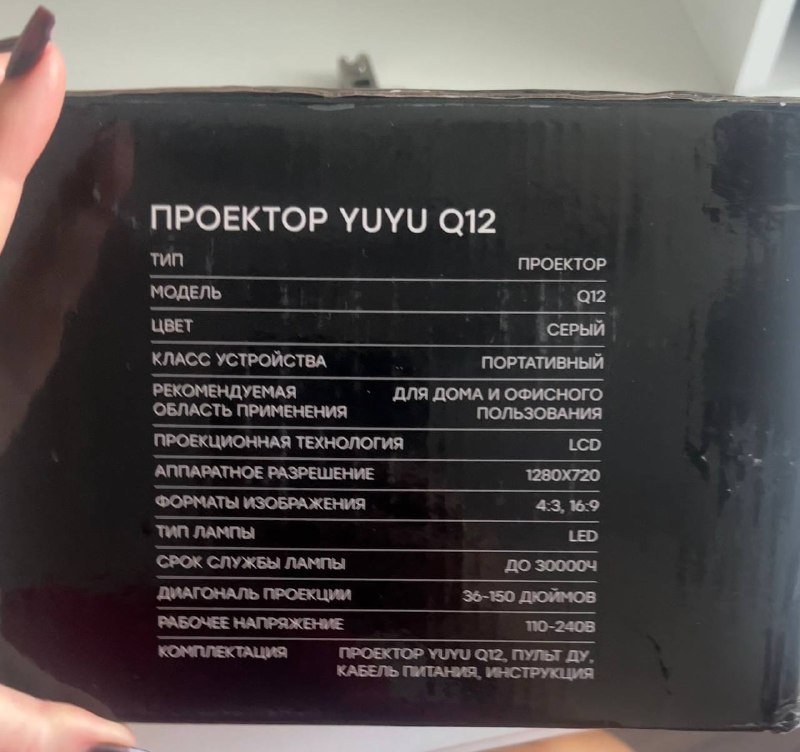 ПРОЕКТОР YUYU Q12
ТИП ПРОЕКТОР
МОДЕЛЬ Q12
ЦВЕТ СЕРЫЙ
КЛАСС УСТРОЙСТВА ПОРТАТИВНЫЙ
РЕКОМЕНДУЕМАЯ ДЛЯ ДОМА И ОФИСНОГО
ОБЛАСТЬ ПРИМЕНЕНИЯ ПОЛЬЗОВАНИЯ
ПРОЕКЦИОННАЯ ТЕХНОЛОГИЯ LCD
АППАРАТНОЕ РАЗРЕШЕНИЕ 1280X720
ФОРМАТЫ ИЗОБРАЖЕНИЯ 4:3, 16:9
ТИП ЛАМПЫ LED
СРОК СЛУЖБЫ ЛАМПЫ ДО 30000Ч
ДИАГОНАЛЬ ПРОЕКЦИИ 36-150 ДЮЙМОВ
РАБОЧЕЕ НАПРЯЖЕНИЕ 110-240В
КОМПЛЕКТАЦИЯ ПРОЕКТОР YUYU Q12, ПУЛЬТ ДУ,
КАБЕЛЬ ПИТАНИЯ, ИНСТРУКЦИЯ